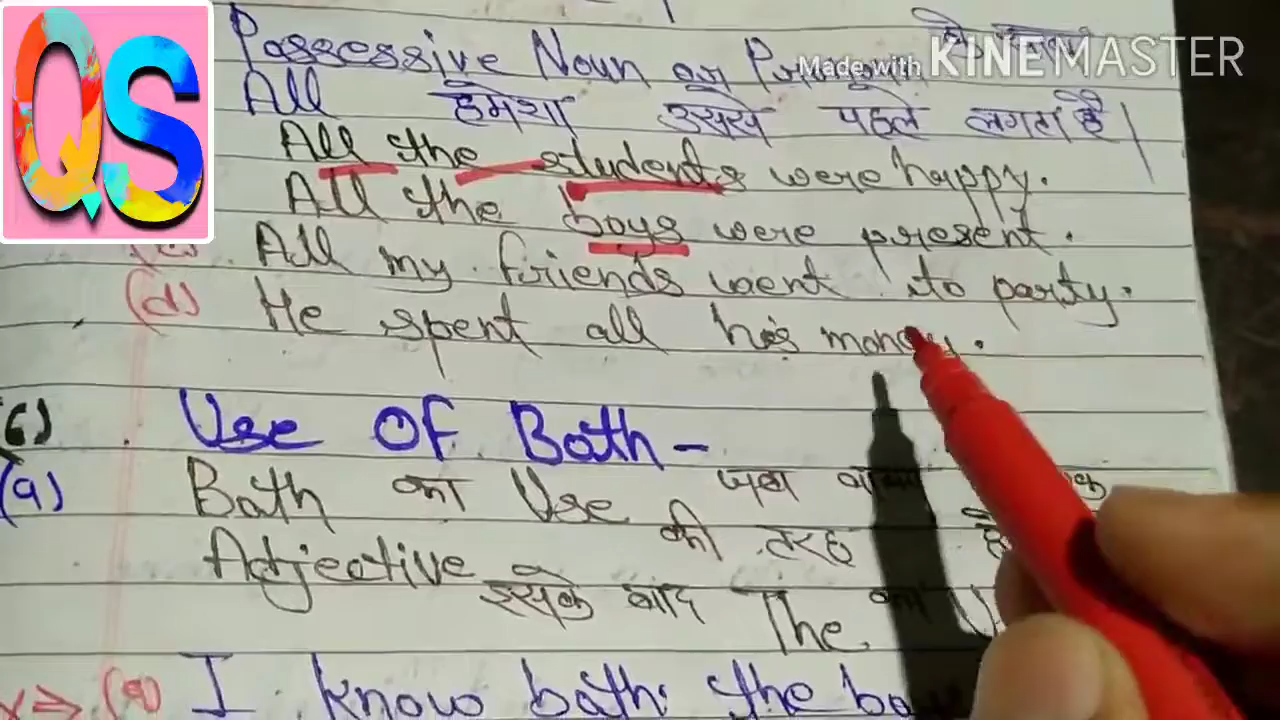 QS
Made with KINEMASTER
Possessive Noun or
All हमेशा उससे पहले लगता है |
All the students were happy.
All the boys were present.
All my friends went to party.
(d) He spent all his money.
6) Use Of Both -
(a) Both का Use जब
Adjective की तरह
इसके बाद The का U
=> (a) I know both the bo